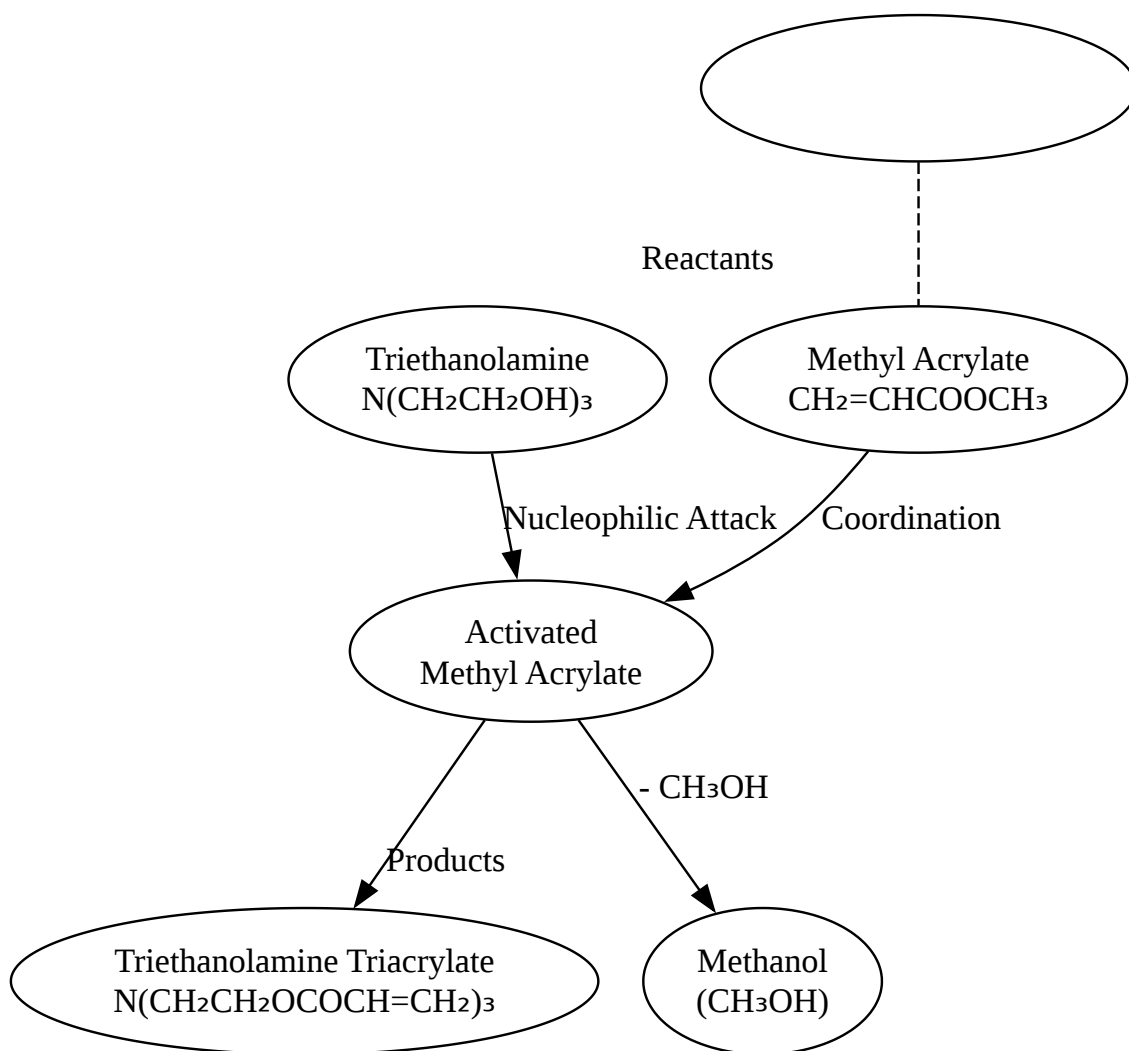 Reactants
Triethanolamine
N(CH₂CH₂OH)₃
Methyl Acrylate
CH₂=CHCOOCH₃
Nucleophilic Attack
Coordination
Activated
Methyl Acrylate
- CH₃OH
Products
Triethanolamine Triacrylate
N(CH₂CH₂OCOCH=CH₂)₃
Methanol
(CH₃OH)